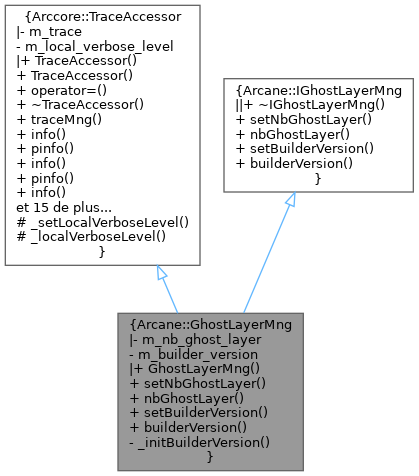 {Arccore::TraceAccessor
|- m_trace
- m_local_verbose_level
|+ TraceAccessor()
+ TraceAccessor()
+ operator=()
+ ~TraceAccessor()
+ traceMng()
+ info()
+ pinfo()
+ info()
+ pinfo()
+ info()
et 15 de plus...
# _setLocalVerboseLevel()
# _localVerboseLevel()
}
{Arcane::IGhostLayerMng
||+ ~IGhostLayerMng()
+ setNbGhostLayer()
+ nbGhostLayer()
+ setBuilderVersion()
+ builderVersion()
}
{Arcane::GhostLayerMng
|- m_nb_ghost_layer
- m_builder_version
|+ GhostLayerMng()
+ setNbGhostLayer()
+ nbGhostLayer()
+ setBuilderVersion()
+ builderVersion()
- _initBuilderVersion()
}